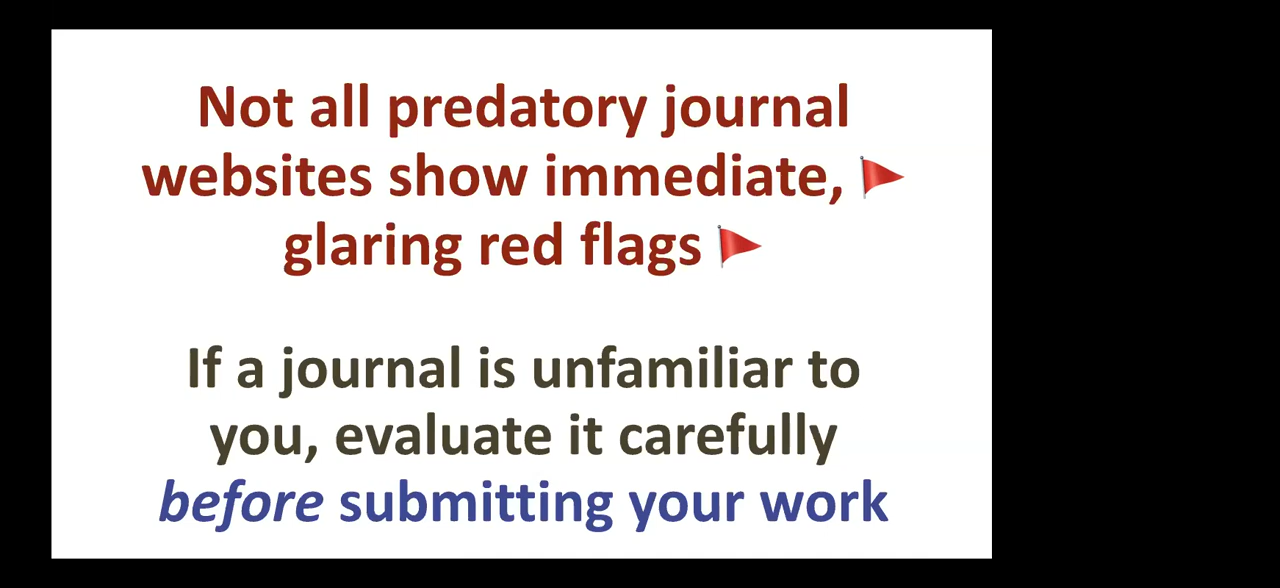 Not all predatory journal
websites show immediate, 🚩
glaring red flags 🚩
If a journal is unfamiliar to
you, evaluate it carefully
before submitting your work